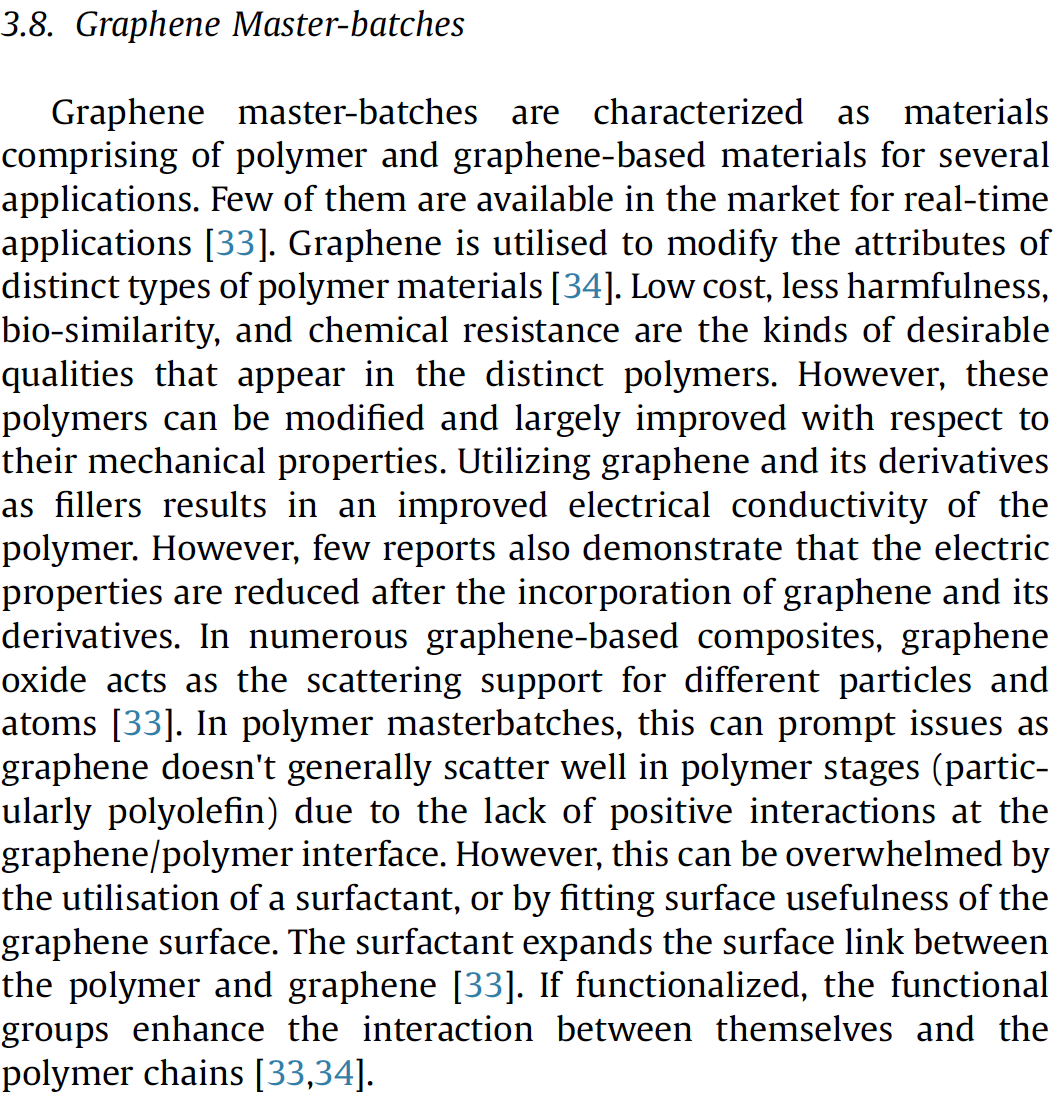 3.8. Graphene Master-batches
Graphene master-batches are characterized as materials
comprising of polymer and graphene-based materials for several
applications. Few of them are available in the market for real-time
applications [33]. Graphene is utilised to modify the attributes of
distinct types of polymer materials [34]. Low cost, less harmfulness,
bio-similarity, and chemical resistance are the kinds of desirable
qualities that appear in the distinct polymers. However, these
polymers can be modified and largely improved with respect to
their mechanical properties. Utilizing graphene and its derivatives
as fillers results in an improved electrical conductivity of the
polymer. However, few reports also demonstrate that the electric
properties are reduced after the incorporation of graphene and its
derivatives. In numerous graphene-based composites, graphene
oxide acts as the scattering support for different particles and
atoms [33]. In polymer masterbatches, this can prompt issues as
graphene doesn't generally scatter well in polymer stages (partic-
ularly polyolefin) due to the lack of positive interactions at the
graphene/polymer interface. However, this can be overwhelmed by
the utilisation of a surfactant, or by fitting surface usefulness of the
graphene surface. The surfactant expands the surface link between
the polymer and graphene [33]. If functionalized, the functional
groups enhance the interaction between themselves and the
polymer chains [33,34].